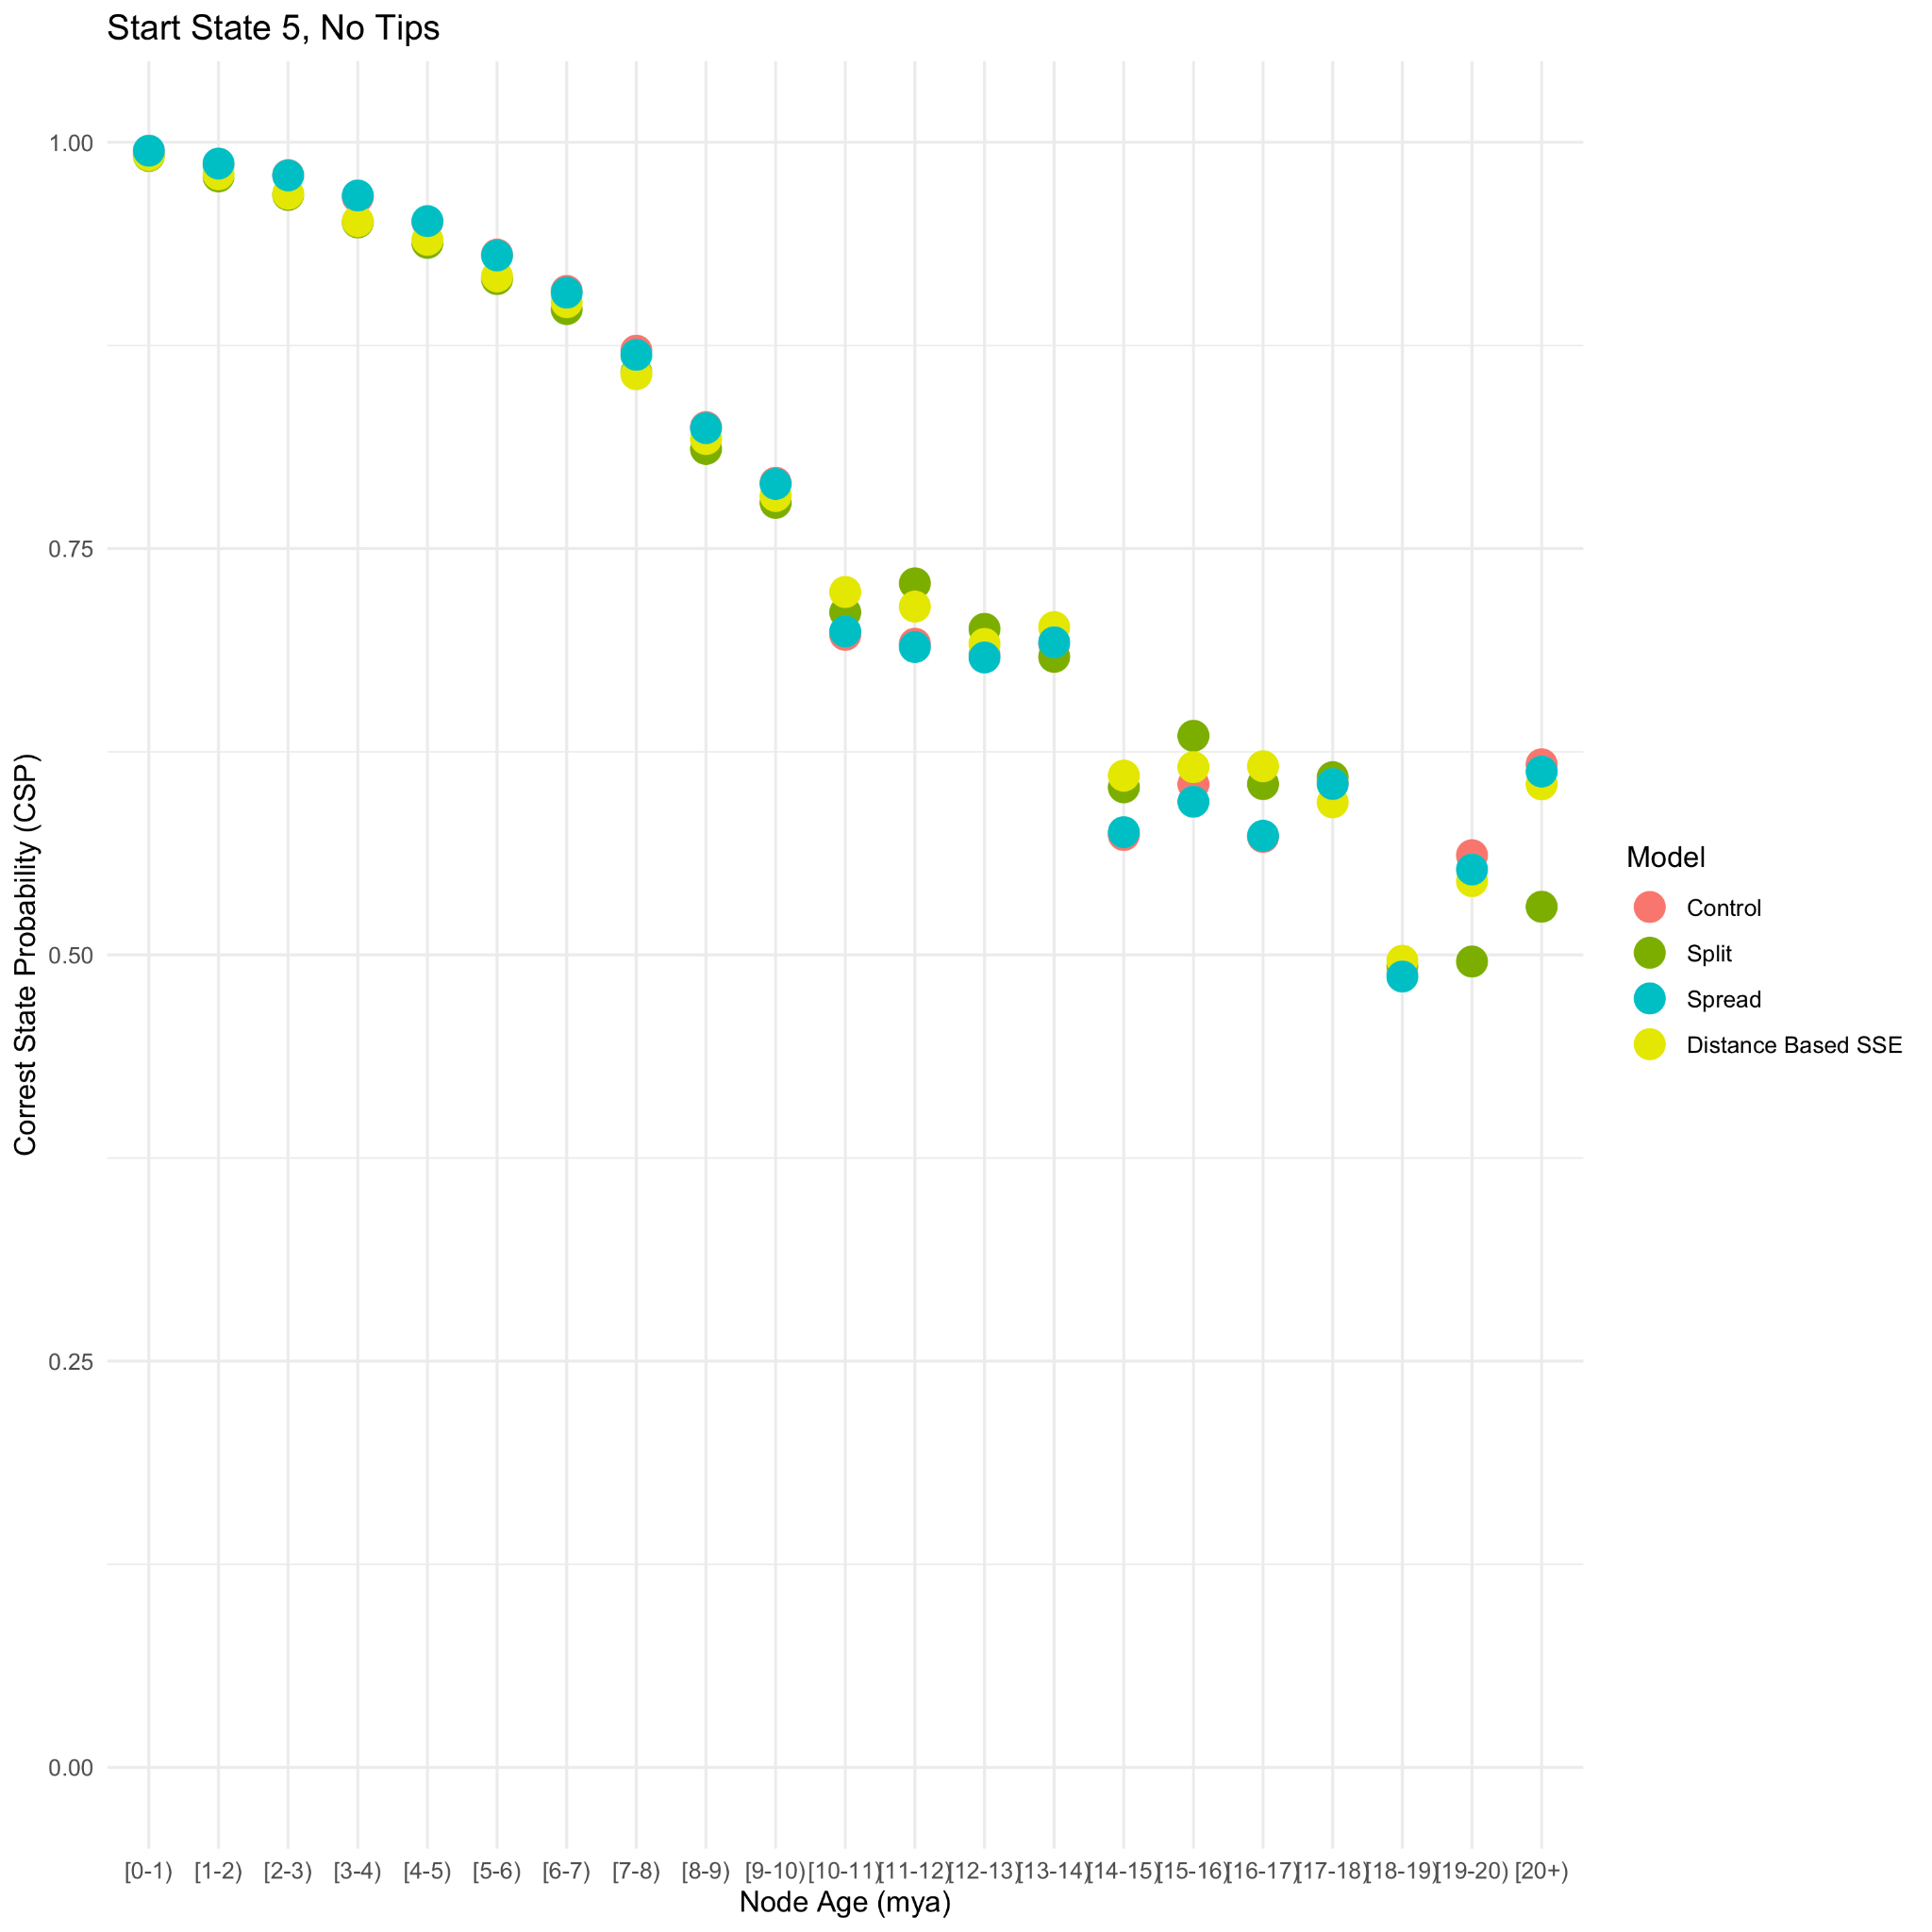 Start State 5, No Tips
1.00
0.75
0.50
0.25
0.00
Correst State Probability (CSP)
[0-1) [1-2) [2-3) [3-4) [4-5) [5-6) [6-7) [7-8) [8-9) [9-10) [10-11) [11-12) [12-13) [13-14) [14-15) [15-16) [16-17) [17-18) [18-19) [19-20) [20+)
Node Age (mya)
Model
Control
Split
Spread
Distance Based SSE